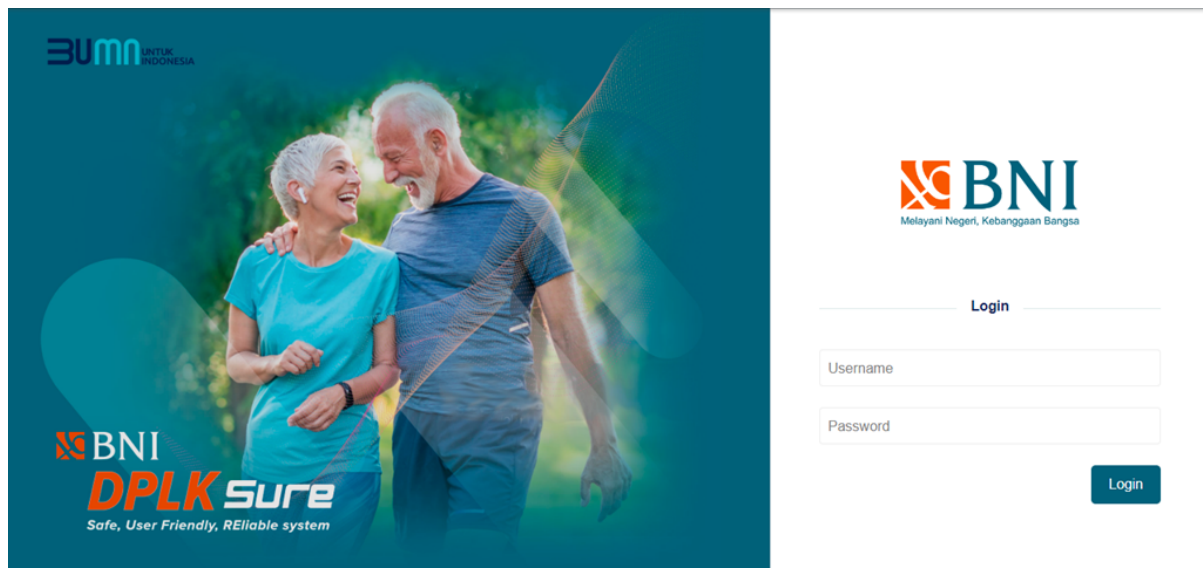 BUMN UNTUK
INDONESIA
BNI
DPLK Sure
Safe, User Friendly, REliable system
BNI
Melayani Negeri, Kebanggaan Bangsa
Login
Username
Password
Login